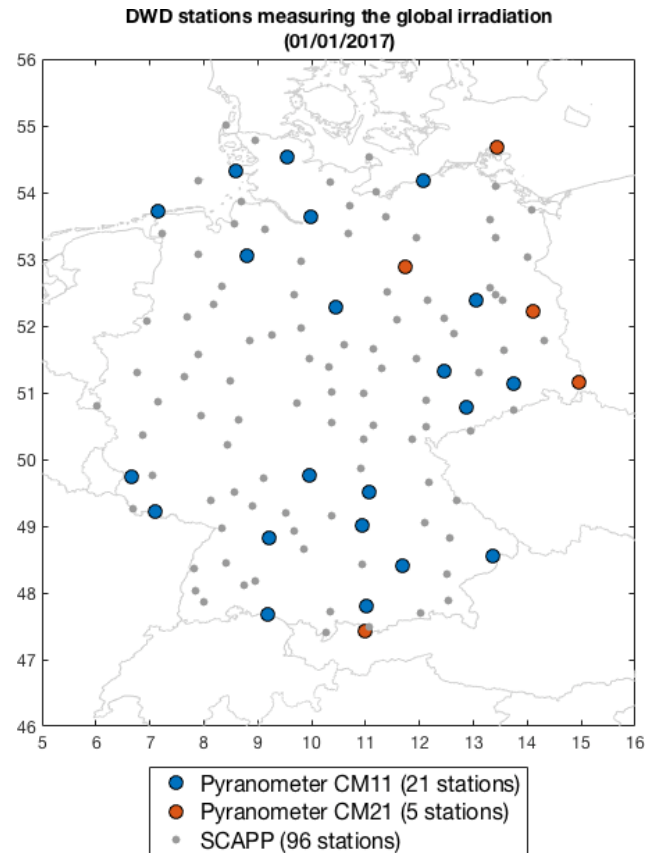 DWD stations measuring the global irradiation
(01/01/2017)
56
55
54
53
52
51
50
49
48
47
46
5 6 7 8 9 10 11 12 13 14 15 16
Pyranometer CM11 (21 stations)
Pyranometer CM21 (5 stations)
SCAPP (96 stations)